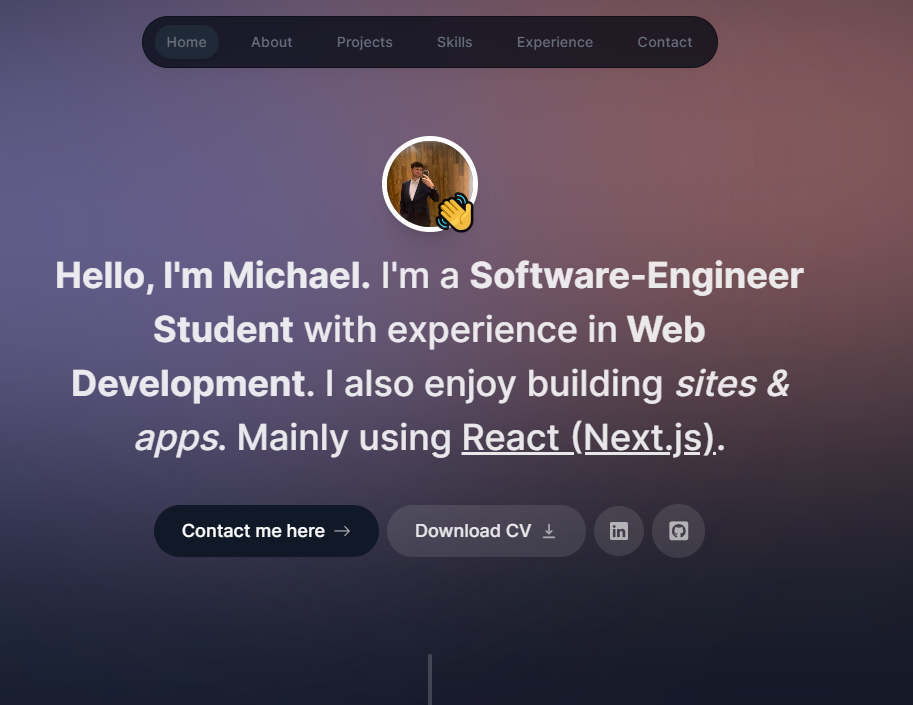 Home About Projects Skills Experience Contact
Hello, I'm Michael. I'm a Software-Engineer
Student with experience in Web
Development. I also enjoy building sites &
apps. Mainly using React (Next.js).
Contact me here Download CV in